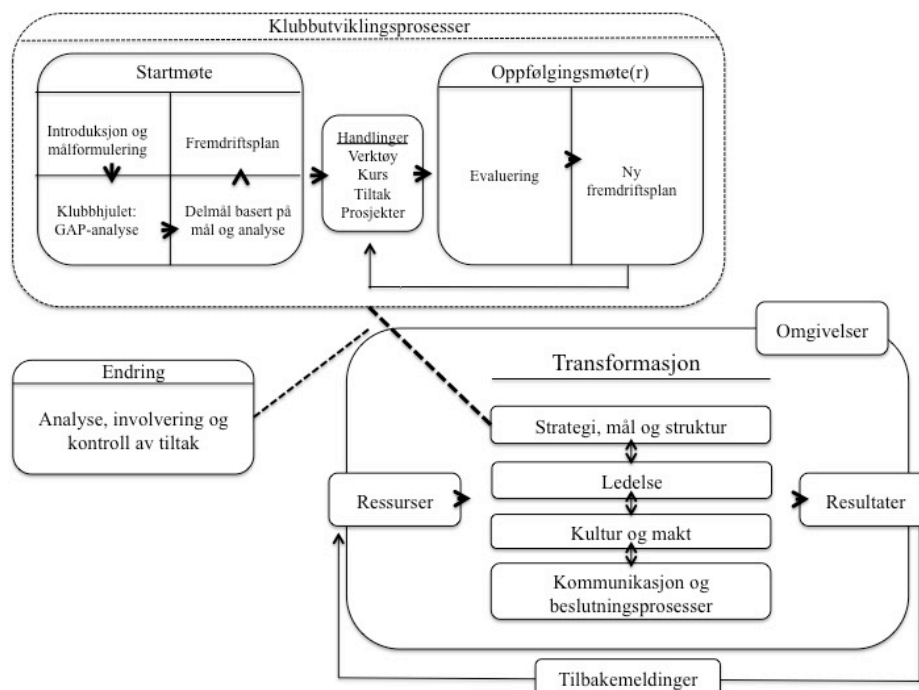 Klubbutviklingsprosesser
Startmøte
Introduksjon og
målformulering
Fremdriftsplan
Klubbhjulet:
GAP-analyse
Delmål basert på
mål og analyse
Handlinger
Verktøy
Kurs
Tiltak
Prosjekter
Oppfølgingsmøte(r)
Evaluering
Ny
fremdriftsplan
Omgivelser
Endring
Analyse, involvering og
kontroll av tiltak
Transformasjon
Strategi, mål og struktur
Ledelse
Kultur og makt
Kommunikasjon og
beslutningsprosesser
Ressurser
Resultater
Tilbakemeldinger